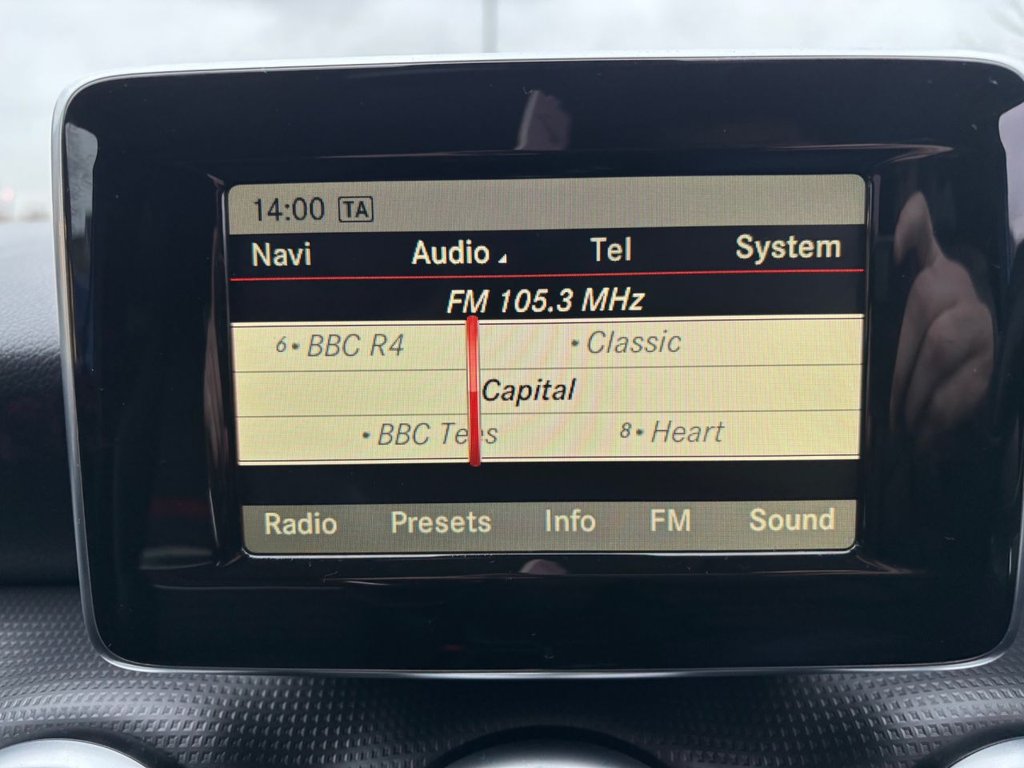 14:00 TA
Navi Audio Tel System
FM 105.3 MHz
6• BBC R4 • Classic
Capital
• BBC Tees 8• Heart
Radio Presets Info FM Sound